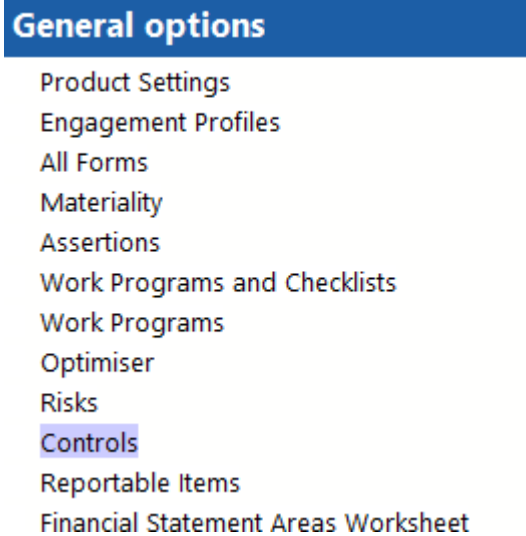 General options
Product Settings
Engagement Profiles
All Forms
Materiality
Assertions
Work Programs and Checklists
Work Programs
Optimiser
Risks
Controls
Reportable Items
Financial Statement Areas Worksheet